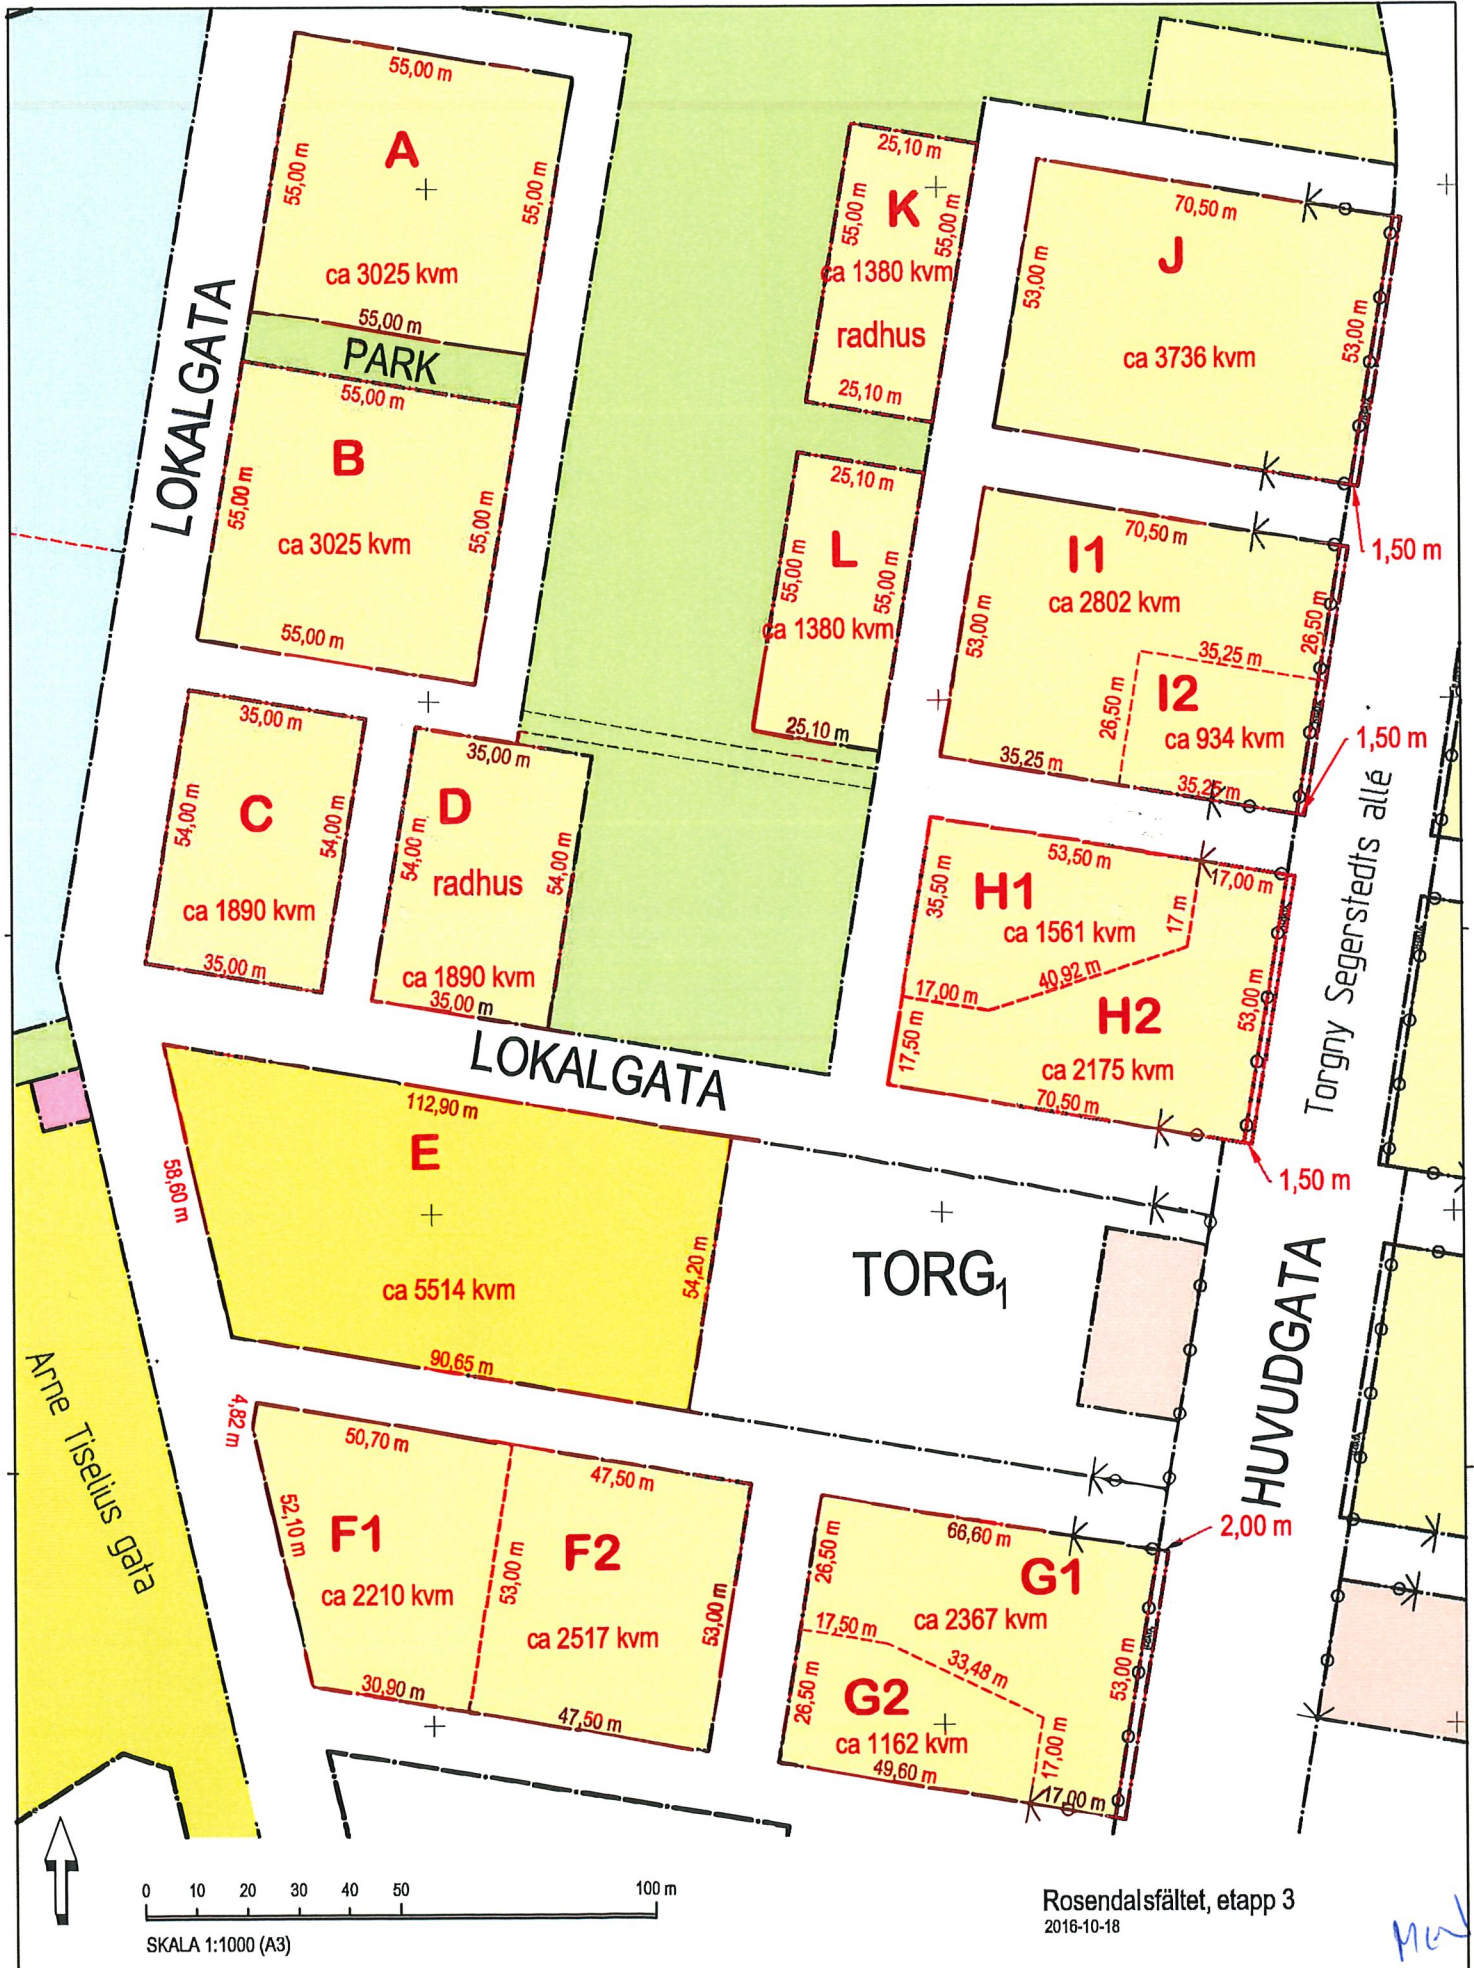 55,00 m
A
55,00 m
55,00 m
ca 3025 kvm
55,00 m
PARK
55,00 m
LOKALGATA
B
55,00 m
55,00 m
ca 3025 kvm
55,00 m
25,10 m
K
55,00 m
55,00 m
ca 1380 kvm
radhus
25,10 m
25,10 m
L
55,00 m
55,00 m
ca 1380 kvm
25,10 m
70,50 m
J
53,00 m
53,00 m
ca 3736 kvm
1,50 m
70,50 m
I1
ca 2802 kvm
53,00 m
26,50 m
35,25 m
26,50 m
I2
ca 934 kvm
35,25 m
35,25 m
1,50 m
35,00 m
C
54,00 m
54,00 m
ca 1890 kvm
35,00 m
35,00 m
D
54,00 m
54,00 m
radhus
ca 1890 kvm
35,00 m
53,50 m
17,00 m
H1
35,50 m
17 m
ca 1561 kvm
40,92 m
17,00 m
H2
17,50 m
53,00 m
ca 2175 kvm
70,50 m
1,50 m
Torgny Segerstedts allé
LOKALGATA
112,90 m
E
58,60 m
54,20 m
ca 5514 kvm
90,65 m
TORG1
HUVUDGATA
Arne Tiselius gata
4,82 m
50,70 m
52,10 m
F1
ca 2210 kvm
53,00 m
30,90 m
47,50 m
F2
ca 2517 kvm
53,00 m
47,50 m
2,00 m
66,60 m
G1
26,50 m
ca 2367 kvm
17,50 m
33,48 m
53,00 m
G2
26,50 m
ca 1162 kvm
49,60 m
17,00 m
17,00 m
0 10 20 30 40 50 100 m
SKALA 1:1000 (A3)
Rosendalsfältet, etapp 3
2016-10-18